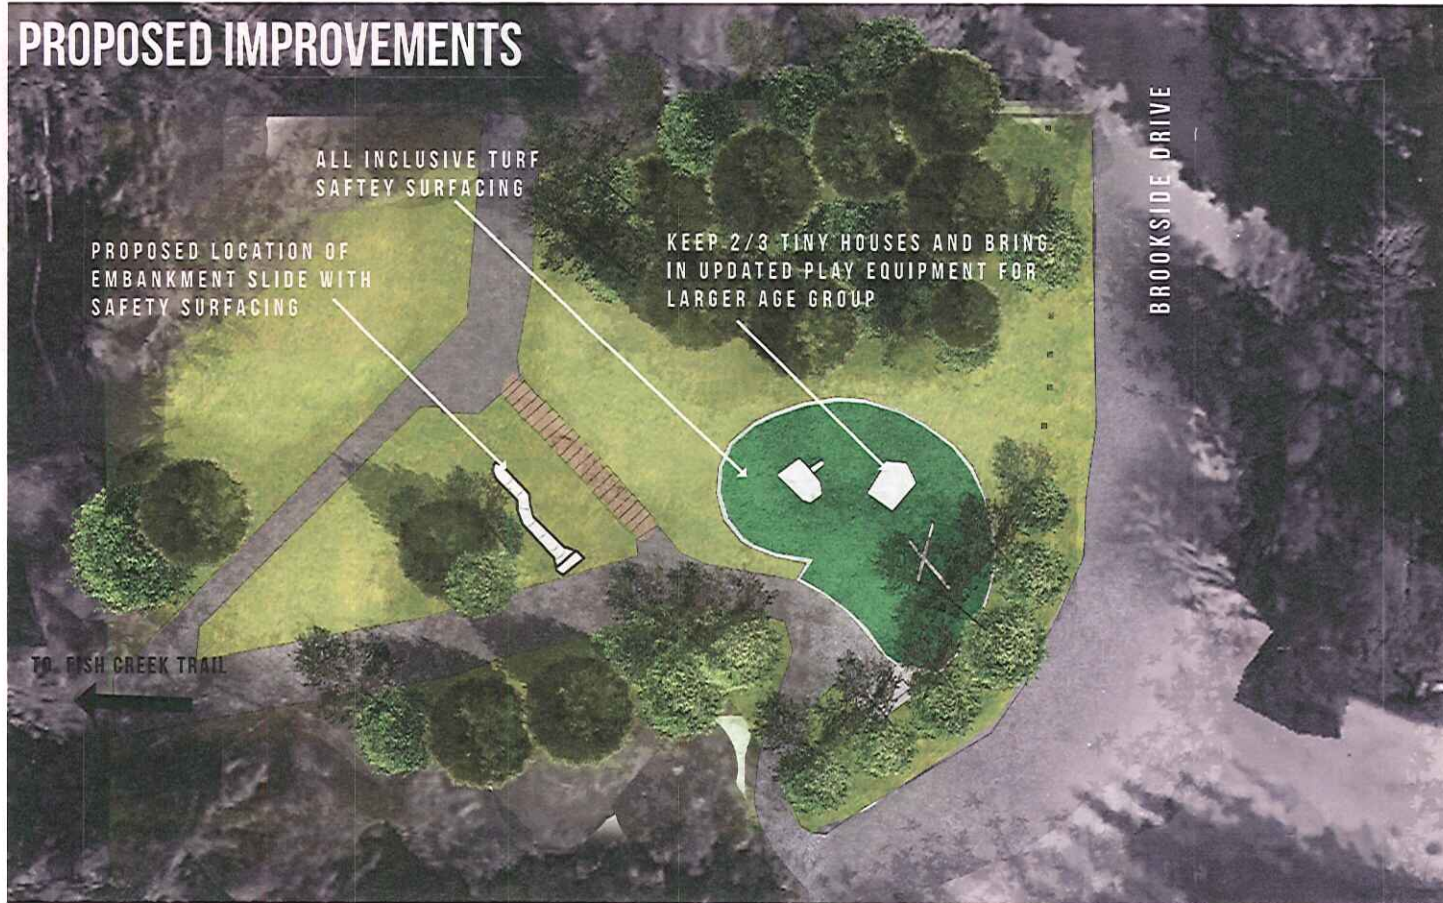 PROPOSED IMPROVEMENTS
ALL INCLUSIVE TURF
SAFTEY SURFACING
PROPOSED LOCATION OF
EMBANKMENT SLIDE WITH
SAFETY SURFACING
KEEP 2/3 TINY HOUSES AND BRING
IN UPDATED PLAY EQUIPMENT FOR
LARGER AGE GROUP
BROOKSIDE DRIVE
TO FISH CREEK TRAIL